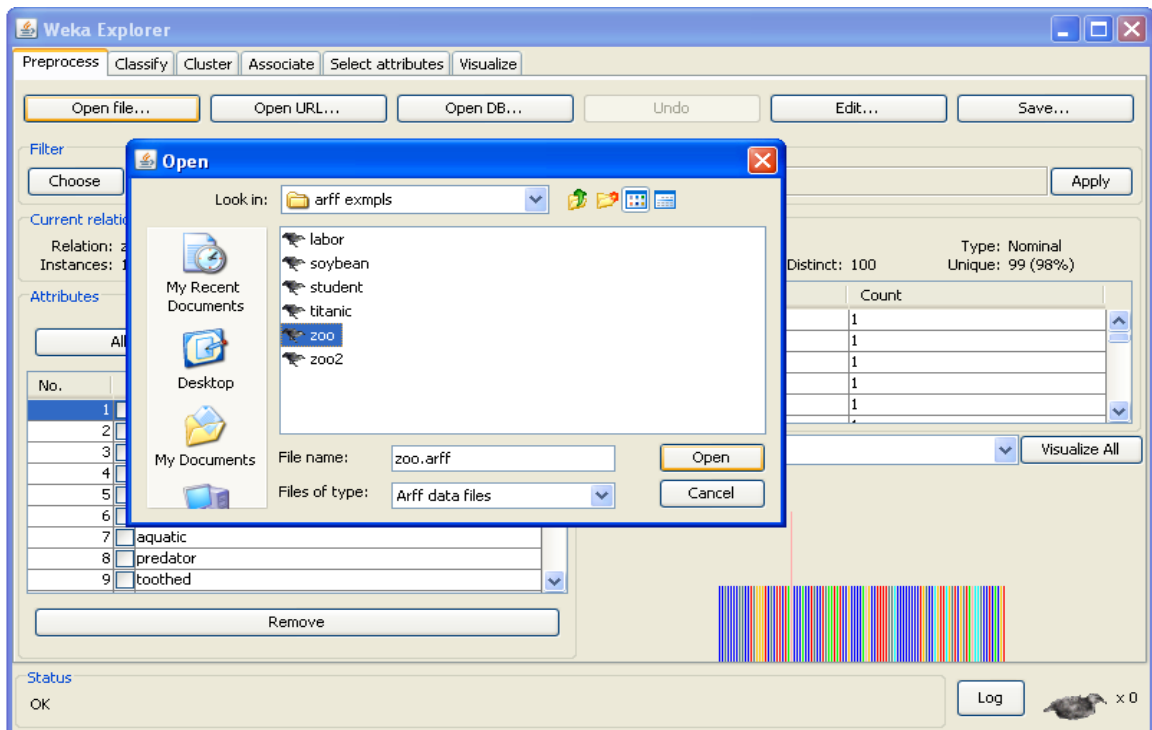 Weka Explorer
Preprocess Classify Cluster Associate Select attributes Visualize
Open file... Open URL... Open DB... Undo Edit... Save...
Filter
Choose Apply
Open
Look in: arff exmpls
Current relatio
Relation: z
Instances: 1
Type: Nominal
Distinct: 100 Unique: 99 (98%)
My Recent Documents
Desktop
My Documents
labor
soybean
student
titanic
zoo
zoo2
File name: zoo.arff Open
Files of type: Arff data files Cancel
Count
1
1
1
1
1
Visualize All
Attributes
All
No.
1
2
3
4
5
6
7 aquatic
8 predator
9 toothed
Remove
Status
OK
Log x 0